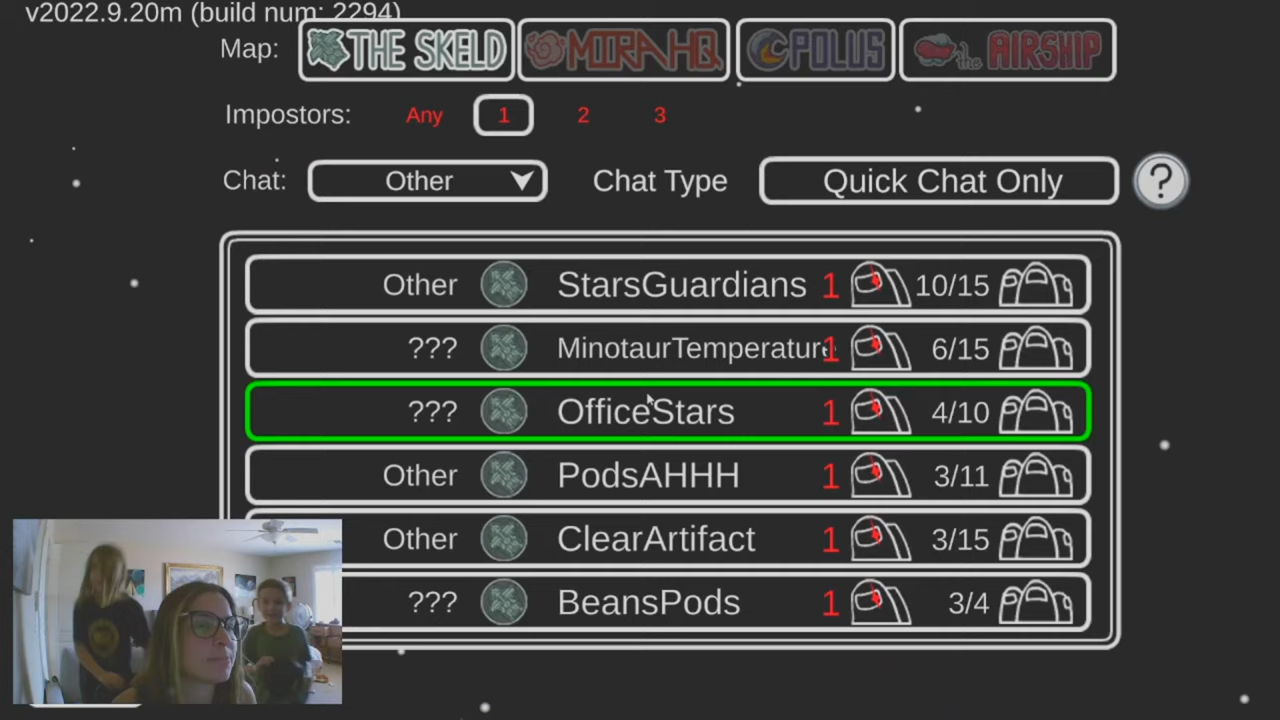 v2022.9.20m (build num: 2294)
Map: THE SKELD MIRA HQ POLUS the AIRSHIP
Impostors: Any 1 2 3
Chat: Other Chat Type Quick Chat Only ?
Other StarsGuardians 1 10/15
??? MinotaurTemperature 1 6/15
??? OfficeStars 1 4/10
Other PodsAHHH 1 3/11
Other ClearArtifact 1 3/15
??? BeansPods 1 3/4